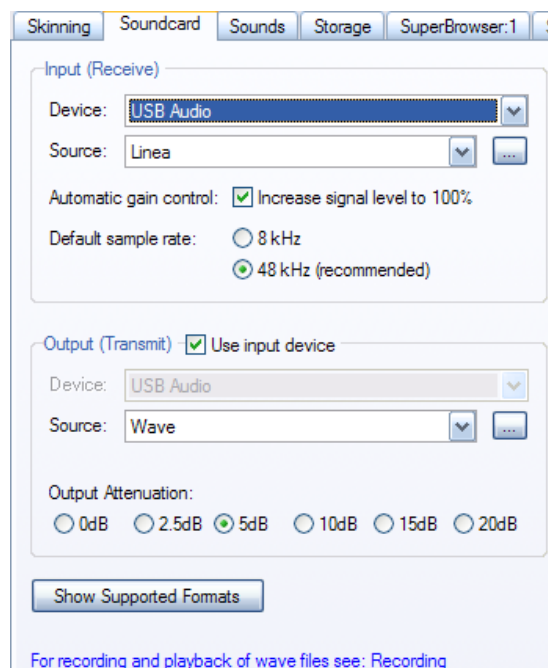 Skinning Soundcard Sounds Storage SuperBrowser:1
Input (Receive)
Device: USB Audio
Source: Linea ...
Automatic gain control: Increase signal level to 100%
Default sample rate: 8 kHz
48 kHz (recommended)
Output (Transmit) Use input device
Device: USB Audio
Source: Wave ...
Output Attenuation:
0dB 2.5dB 5dB 10dB 15dB 20dB
Show Supported Formats
For recording and playback of wave files see: Recording